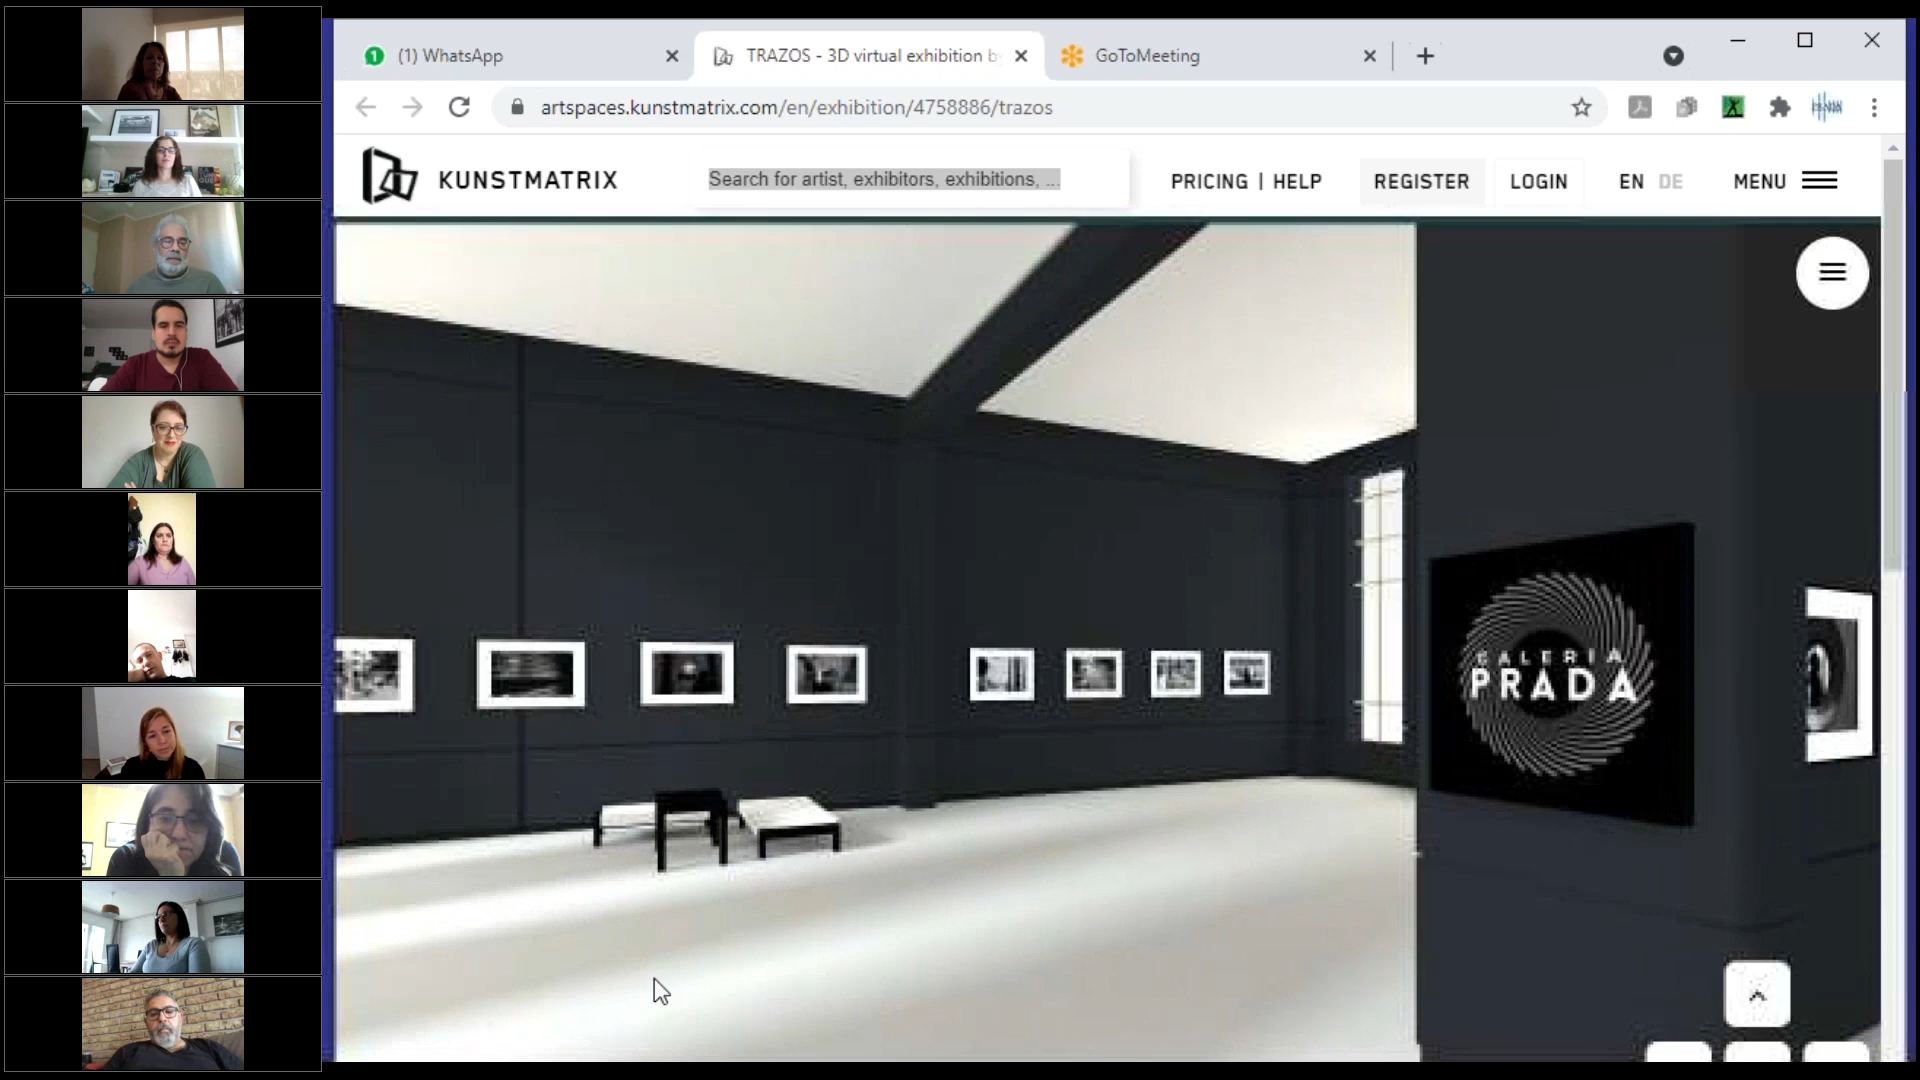 (1) WhatsApp
TRAZOS - 3D virtual exhibition b
GoToMeeting
artspaces.kunstmatrix.com/en/exhibition/4758886/trazos
KUNSTMATRIX
Search for artist, exhibitors, exhibitions, ...
PRICING | HELP
REGISTER
LOGIN
EN DE
MENU
GALERIA
PRADA